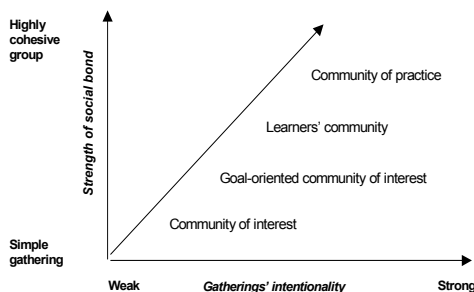 Highly
cohesive
group
Strength of social bond
Community of practice
Learners' community
Goal-oriented community of interest
Community of interest
Simple
gathering
Weak
Gatherings' intentionality
Strong